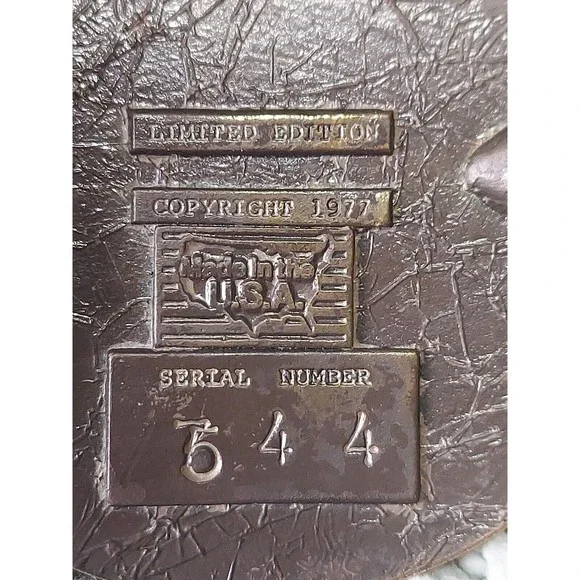 LIMITED EDITION
COPYRIGHT 1977
Made in the
U.S.A.
SERIAL NUMBER
544